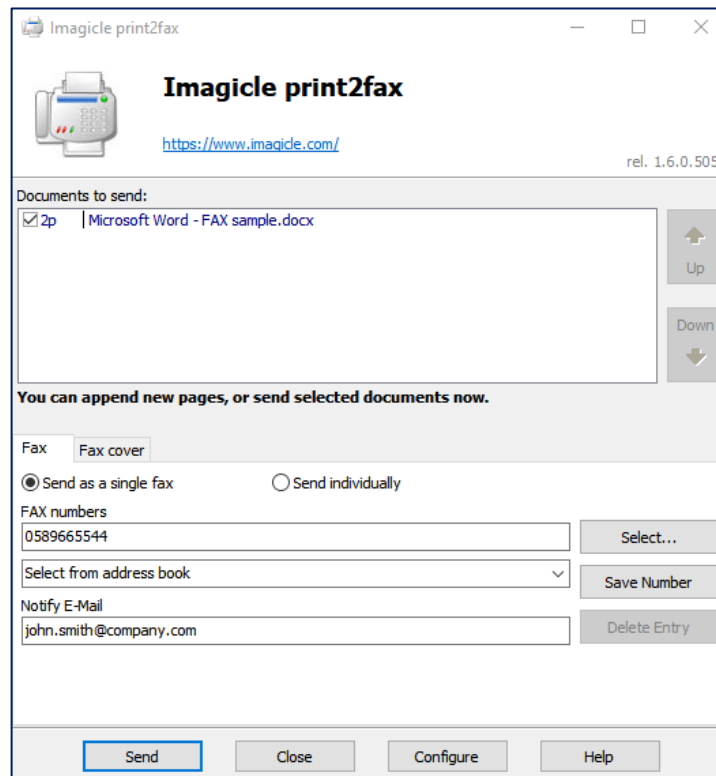 Imagicle print2fax
Imagicle print2fax
https://www.imagicle.com/
rel. 1.6.0.505
Documents to send:
2p Microsoft Word - FAX sample.docx
Up
Down
You can append new pages, or send selected documents now.
Fax Fax cover
Send as a single fax Send individually
FAX numbers
0589665544 Select...
Select from address book Save Number
Notify E-Mail
john.smith@company.com Delete Entry
Send Close Configure Help